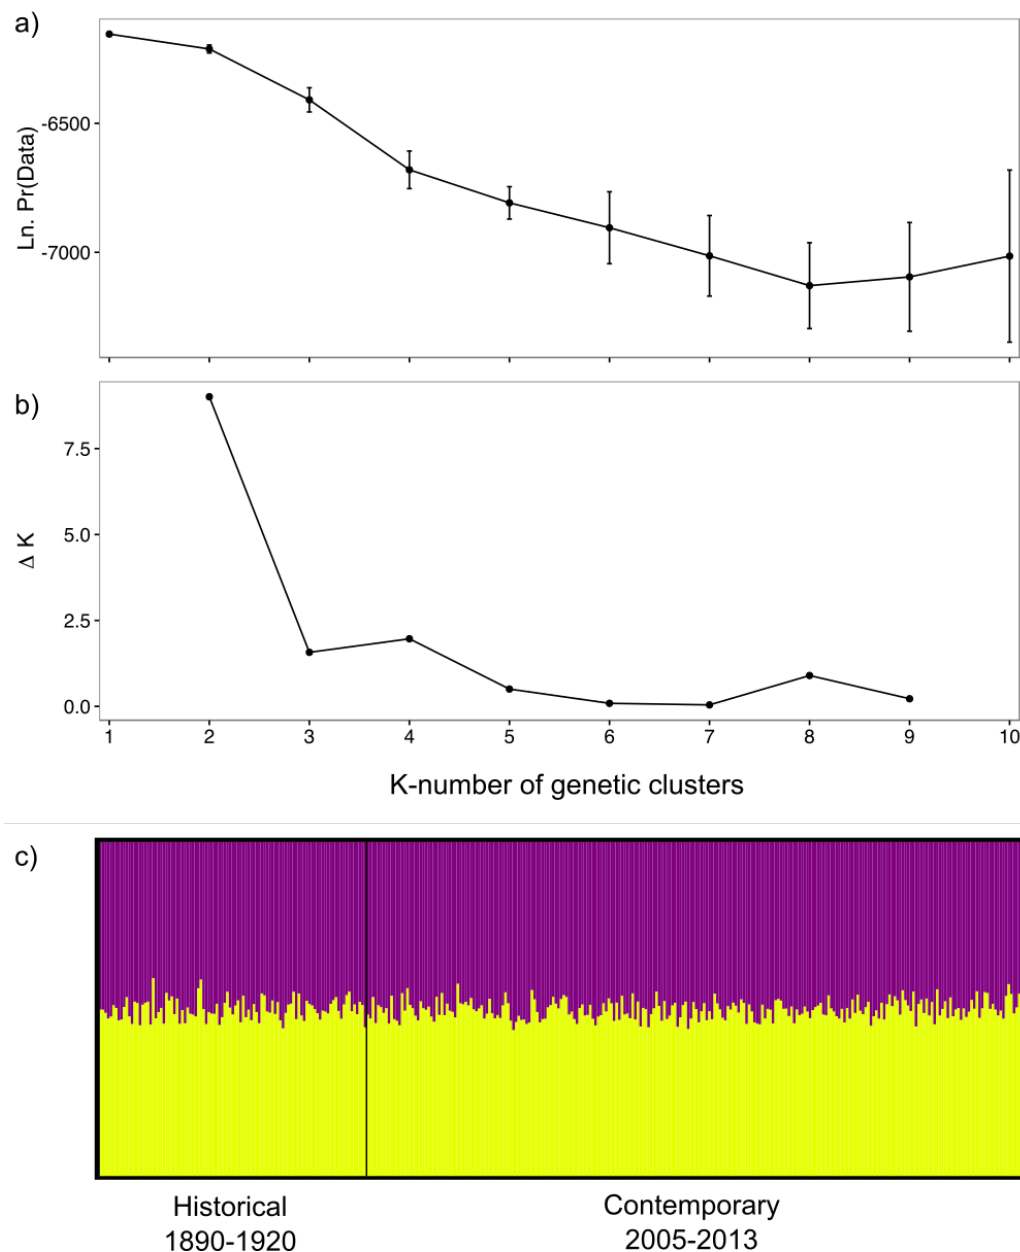 a)
Ln. Pr(Data)
-6500
-7000
b)
Δ K
7.5
5.0
2.5
0.0
1 2 3 4 5 6 7 8 9 10
K-number of genetic clusters
c)
Historical
1890-1920
Contemporary
2005-2013